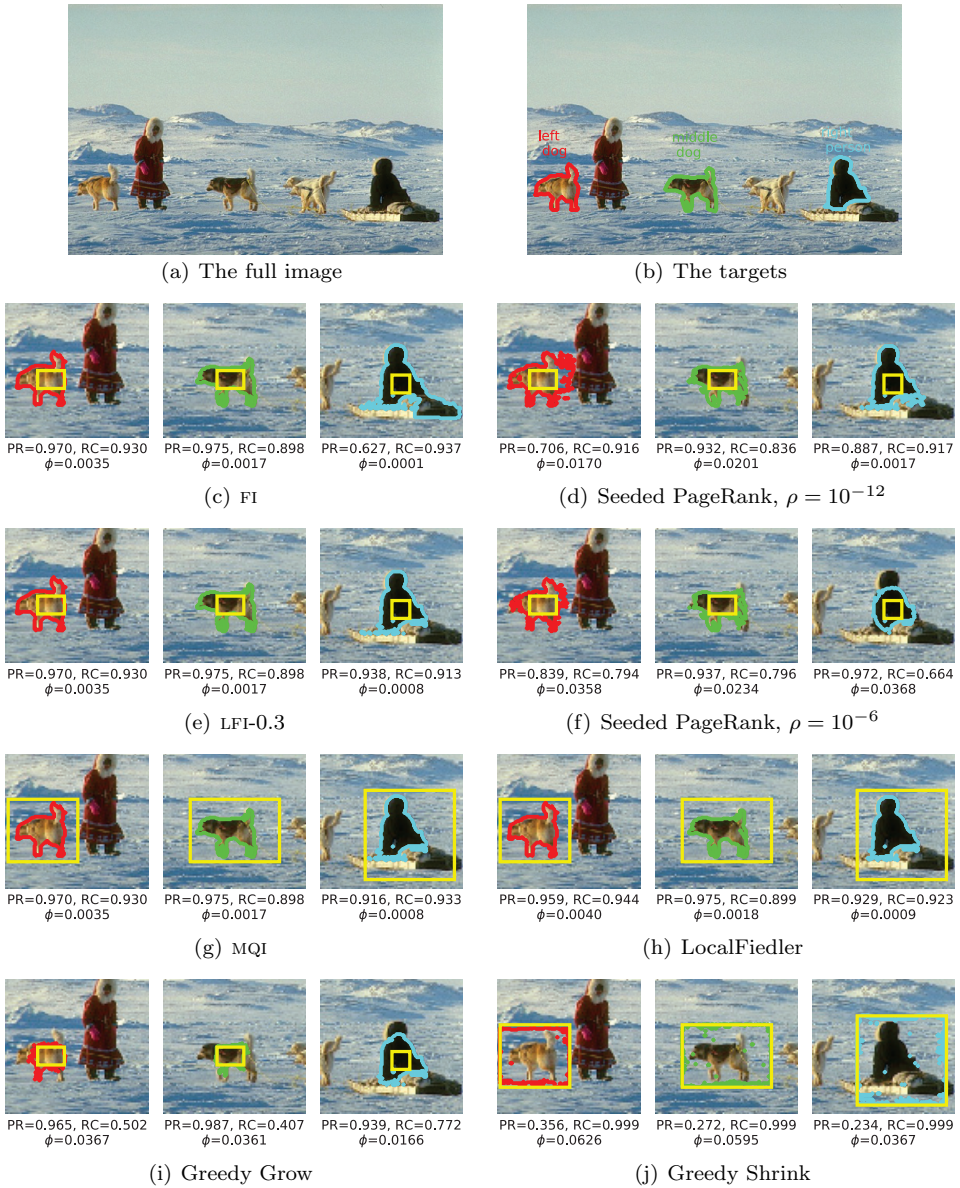 left
dog
middle
dog
person
(a) The full image
(b) The targets
PR=0.970, RC=0.930
ϕ=0.0035
PR=0.975, RC=0.898
ϕ=0.0017
PR=0.627, RC=0.937
ϕ=0.0001
PR=0.706, RC=0.916
ϕ=0.0170
PR=0.932, RC=0.836
ϕ=0.0201
PR=0.887, RC=0.917
ϕ=0.0017
(c) FI
(d) Seeded PageRank, ρ = 10⁻¹²
PR=0.970, RC=0.930
ϕ=0.0035
PR=0.975, RC=0.898
ϕ=0.0017
PR=0.938, RC=0.913
ϕ=0.0008
PR=0.839, RC=0.794
ϕ=0.0358
PR=0.937, RC=0.796
ϕ=0.0234
PR=0.972, RC=0.664
ϕ=0.0368
(e) LFI-0.3
(f) Seeded PageRank, ρ = 10⁻⁶
PR=0.970, RC=0.930
ϕ=0.0035
PR=0.975, RC=0.898
ϕ=0.0017
PR=0.916, RC=0.933
ϕ=0.0008
PR=0.959, RC=0.944
ϕ=0.0040
PR=0.975, RC=0.899
ϕ=0.0018
PR=0.929, RC=0.923
ϕ=0.0009
(g) MQI
(h) LocalFiedler
PR=0.965, RC=0.502
ϕ=0.0367
PR=0.987, RC=0.407
ϕ=0.0361
PR=0.939, RC=0.772
ϕ=0.0166
PR=0.356, RC=0.999
ϕ=0.0626
PR=0.272, RC=0.999
ϕ=0.0595
PR=0.234, RC=0.999
ϕ=0.0367
(i) Greedy Grow
(j) Greedy Shrink